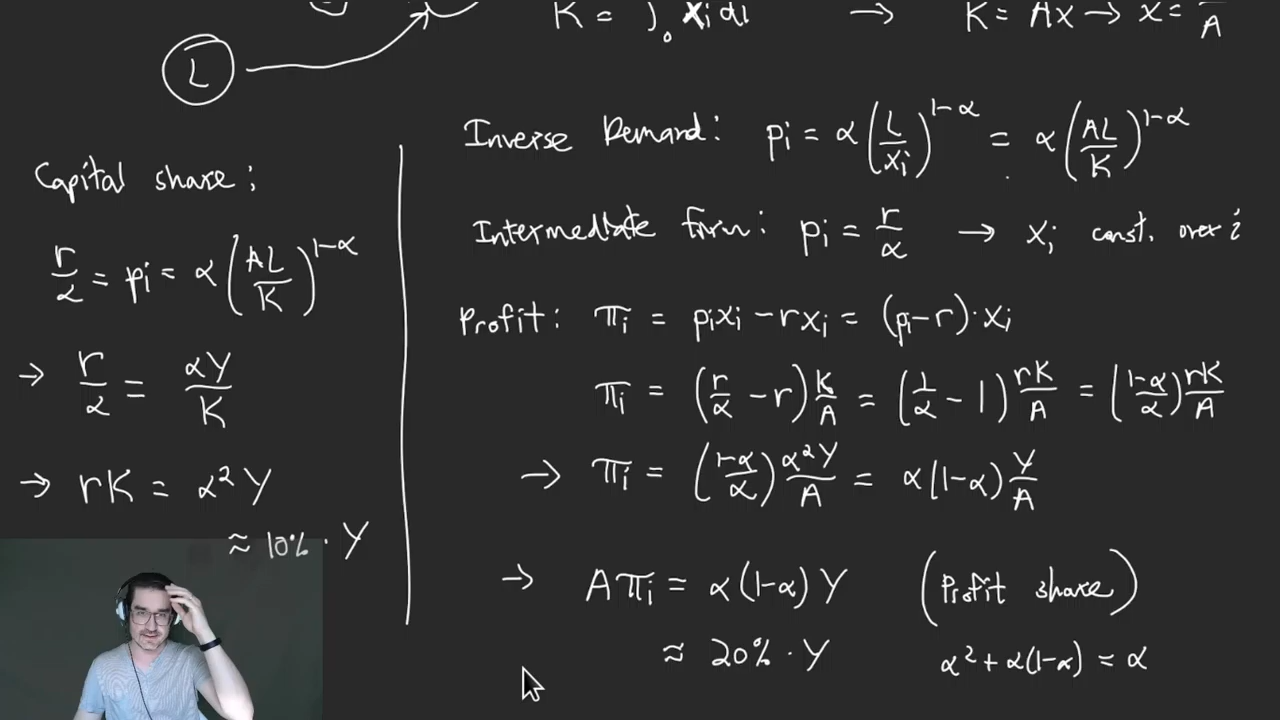 K = ∫₀ xᵢ di → K = Ax → x = /A
L
Inverse Demand: pᵢ = α(L/xᵢ)^(1-α) = α(AL/K)^(1-α)
Intermediate firm: pᵢ = r/α → xᵢ const. over i
Profit: πᵢ = pᵢxᵢ - rxᵢ = (pᵢ-r)·xᵢ
πᵢ = (r/α - r)K/A = (1/α - 1)rK/A = ((1-α)/α)rK/A
→ πᵢ = ((1-α)/α)α²Y/A = α(1-α)Y/A
→ Aπᵢ = α(1-α)Y (Profit share)
≈ 20% · Y α² + α(1-α) = α
Capital share:
r/α = pᵢ = α(AL/K)^(1-α)
→ r/α = αY/K
→ rK = α²Y
≈ 10% · Y